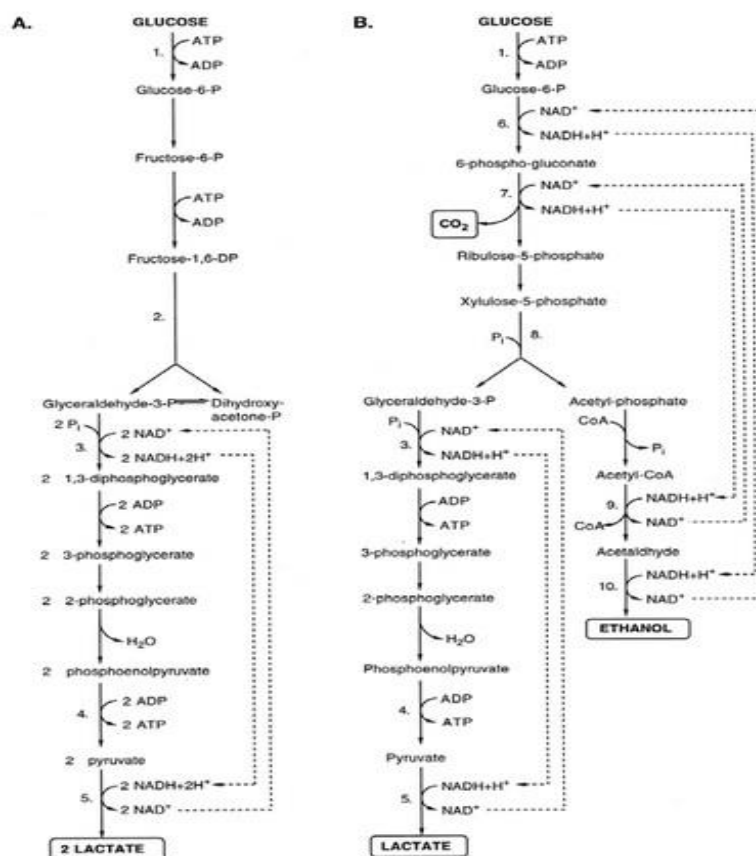 A.
GLUCOSE
1.
ATP
ADP
Glucose-6-P
Fructose-6-P
ATP
ADP
Fructose-1,6-DP
2.
Glyceraldehyde-3-P
Dihydroxy-
acetone-P
2 Pi
2 NAD⁺
3.
2 NADH+2H⁺
2 1,3-diphosphoglycerate
2 ADP
2 ATP
2 3-phosphoglycerate
2 2-phosphoglycerate
H₂O
2 phosphoenolpyruvate
2 ADP
4.
2 ATP
2 pyruvate
2 NADH+2H⁺
5.
2 NAD⁺
2 LACTATE
B.
GLUCOSE
1.
ATP
ADP
Glucose-6-P
NAD⁺
6.
NADH+H⁺
6-phospho-gluconate
7.
NAD⁺
NADH+H⁺
CO₂
Ribulose-5-phosphate
Xylulose-5-phosphate
Pi
8.
Glyceraldehyde-3-P
Pi
NAD⁺
3.
NADH+H⁺
1,3-diphosphoglycerate
ADP
ATP
3-phosphoglycerate
2-phosphoglycerate
H₂O
Phosphoenolpyruvate
ADP
4.
ATP
Pyruvate
NADH+H⁺
5.
NAD⁺
LACTATE
Acetyl-phosphate
CoA
Pi
Acetyl-CoA
NADH+H⁺
9.
CoA
NAD⁺
Acetaldhyde
NADH+H⁺
10.
NAD⁺
ETHANOL